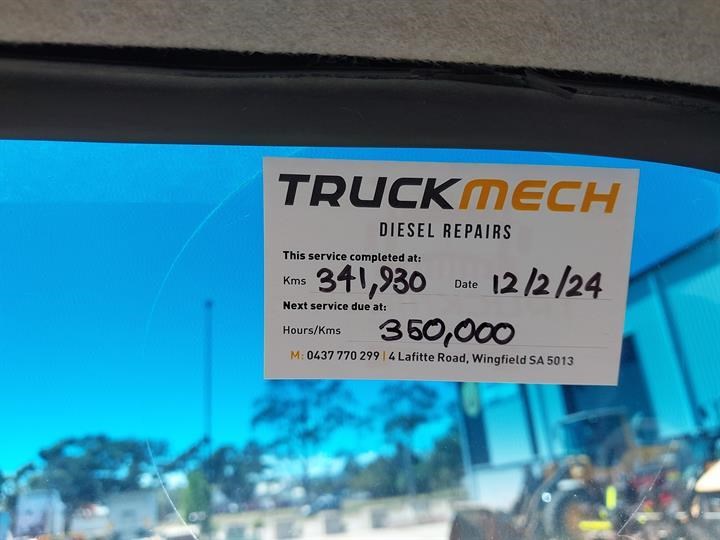 TRUCKMECH
DIESEL REPAIRS
This service completed at:
Kms 341,930 Date 12/2/24
Next service due at:
Hours/Kms 350,000
M: 0437 770 299 | 4 Lafitte Road, Wingfield SA 5013